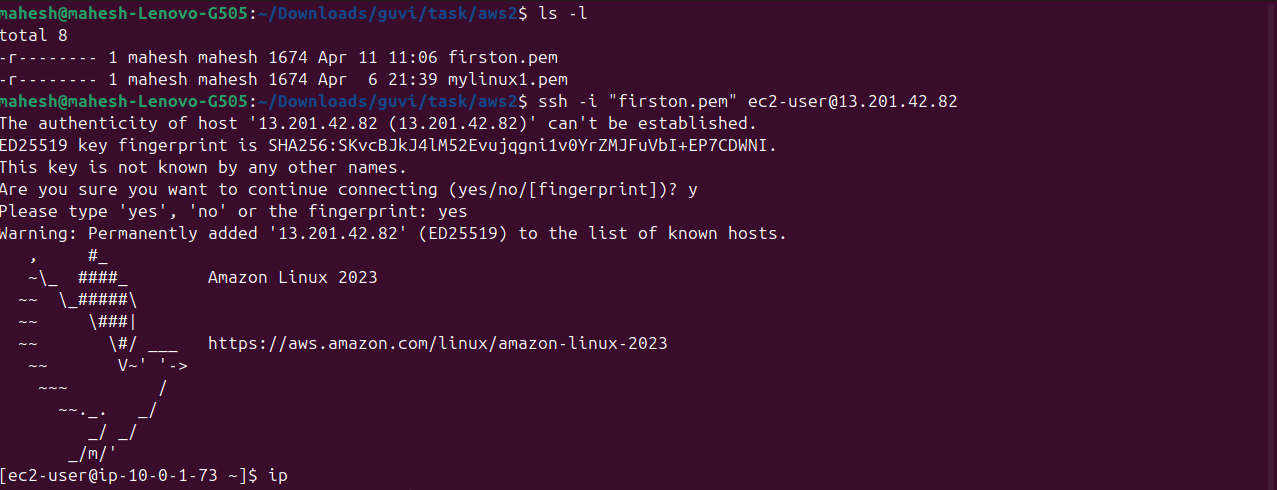 mahesh@mahesh-Lenovo-G505:~/Downloads/guvi/task/aws2$ ls -l
total 8
-r-------- 1 mahesh mahesh 1674 Apr 11 11:06 firston.pem
-r-------- 1 mahesh mahesh 1674 Apr  6 21:39 mylinux1.pem
mahesh@mahesh-Lenovo-G505:~/Downloads/guvi/task/aws2$ ssh -i "firston.pem" ec2-user@13.201.42.82
The authenticity of host '13.201.42.82 (13.201.42.82)' can't be established.
ED25519 key fingerprint is SHA256:SKvcBJkJ4lM52Evujqgni1v0YrZMJFuVbI+EP7CDWNI.
This key is not known by any other names.
Are you sure you want to continue connecting (yes/no/[fingerprint])? y
Please type 'yes', 'no' or the fingerprint: yes
Warning: Permanently added '13.201.42.82' (ED25519) to the list of known hosts.
   ,     #_
   ~\_  ####_        Amazon Linux 2023
  ~~  \_#####\
  ~~     \###|
  ~~       \#/ ___   https://aws.amazon.com/linux/amazon-linux-2023
   ~~       V~' '->
    ~~~         /
      ~~._.   _/
         _/ _/
       _/m/'
[ec2-user@ip-10-0-1-73 ~]$ ip